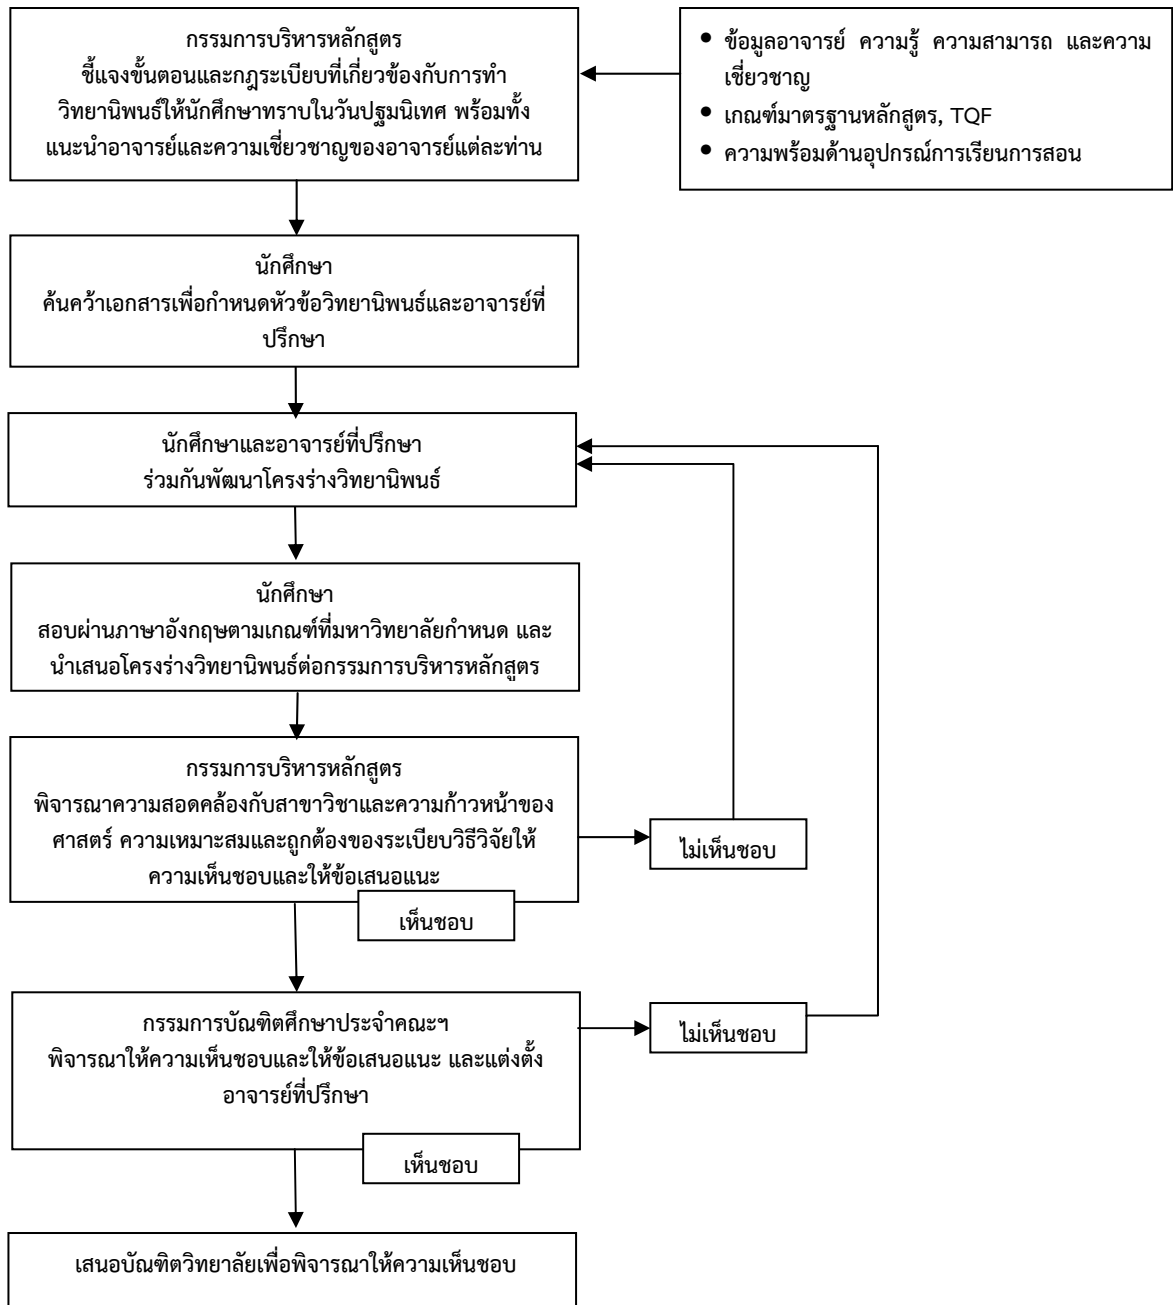 กรรมการบริหารหลักสูตร
ชี้แจงขั้นตอนและกฎระเบียบที่เกี่ยวข้องกับการทำ
วิทยานิพนธ์ให้นักศึกษาทราบในวันปฐมนิเทศ พร้อมทั้ง
แนะนำอาจารย์และความเชี่ยวชาญของอาจารย์แต่ละท่าน
• ข้อมูลอาจารย์ ความรู้ ความสามารถ และความ
เชี่ยวชาญ
• เกณฑ์มาตรฐานหลักสูตร, TQF
• ความพร้อมด้านอุปกรณ์การเรียนการสอน
นักศึกษา
ค้นคว้าเอกสารเพื่อกำหนดหัวข้อวิทยานิพนธ์และอาจารย์ที่
ปรึกษา
นักศึกษาและอาจารย์ที่ปรึกษา
ร่วมกันพัฒนาโครงร่างวิทยานิพนธ์
นักศึกษา
สอบผ่านภาษาอังกฤษตามเกณฑ์ที่มหาวิทยาลัยกำหนด และ
นำเสนอโครงร่างวิทยานิพนธ์ต่อกรรมการบริหารหลักสูตร
กรรมการบริหารหลักสูตร
พิจารณาความสอดคล้องกับสาขาวิชาและความก้าวหน้าของ
ศาสตร์ ความเหมาะสมและถูกต้องของระเบียบวิธีวิจัยให้
ความเห็นชอบและให้ข้อเสนอแนะ
ไม่เห็นชอบ
เห็นชอบ
กรรมการบัณฑิตศึกษาประจำคณะฯ
พิจารณาให้ความเห็นชอบและให้ข้อเสนอแนะ และแต่งตั้ง
อาจารย์ที่ปรึกษา
ไม่เห็นชอบ
เห็นชอบ
เสนอบัณฑิตวิทยาลัยเพื่อพิจารณาให้ความเห็นชอบ